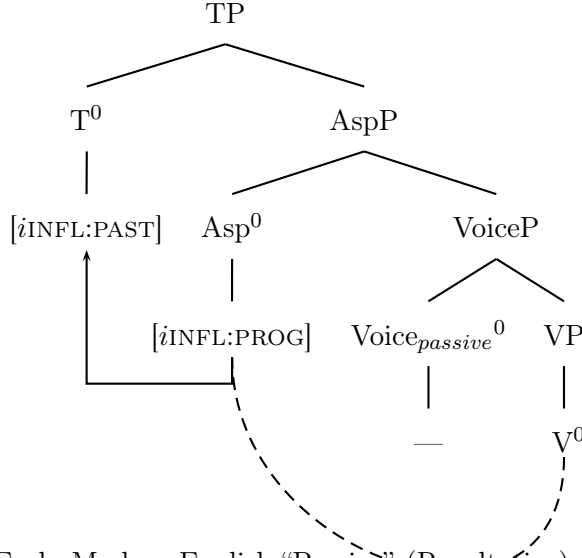 TP
T⁰ AspP
[iINFL:PAST] Asp⁰ VoiceP
[iINFL:PROG] Voicepassive⁰ VP
— V⁰
Early Modern English “Passive” (Resultative)